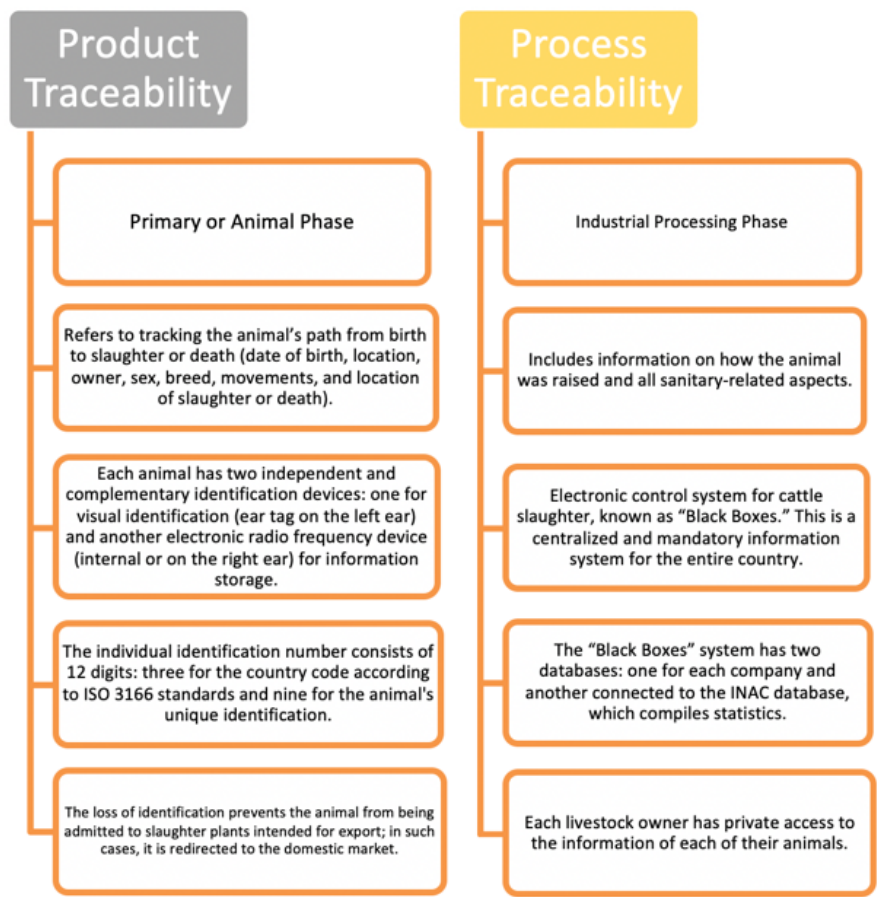 Product
Traceability
Primary or Animal Phase
Refers to tracking the animal’s path from birth
to slaughter or death (date of birth, location,
owner, sex, breed, movements, and location
of slaughter or death).
Each animal has two independent and
complementary identification devices: one for
visual identification (ear tag on the left ear)
and another electronic radio frequency device
(internal or on the right ear) for information
storage.
The individual identification number consists of
12 digits: three for the country code according
to ISO 3166 standards and nine for the animal's
unique identification.
The loss of identification prevents the animal from being
admitted to slaughter plants intended for export; in such
cases, it is redirected to the domestic market.
Process
Traceability
Industrial Processing Phase
Includes information on how the animal
was raised and all sanitary-related aspects.
Electronic control system for cattle
slaughter, known as “Black Boxes.” This is a
centralized and mandatory information
system for the entire country.
The “Black Boxes” system has two
databases: one for each company and
another connected to the INAC database,
which compiles statistics.
Each livestock owner has private access to
the information of each of their animals.